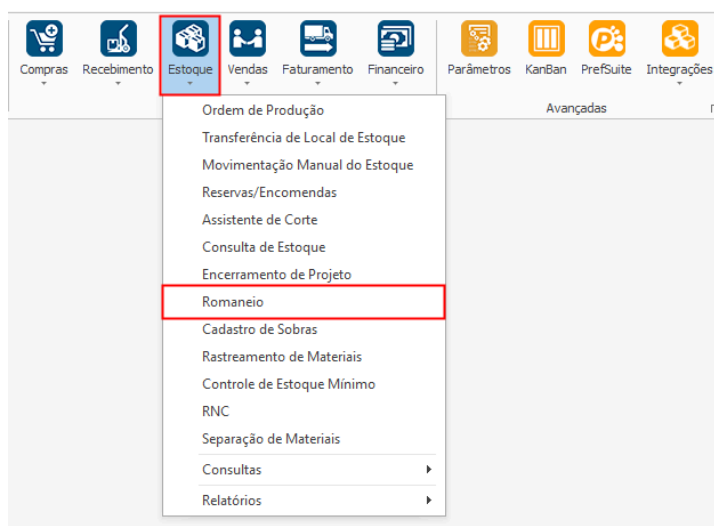 Compras Recebimento Estoque Vendas Faturamento Financeiro Parâmetros KanBan PrefSuite Integrações
Avançadas
Ordem de Produção
Transferência de Local de Estoque
Movimentação Manual do Estoque
Reservas/Encomendas
Assistente de Corte
Consulta de Estoque
Encerramento de Projeto
Romaneio
Cadastro de Sobras
Rastreamento de Materiais
Controle de Estoque Mínimo
RNC
Separação de Materiais
Consultas
Relatórios